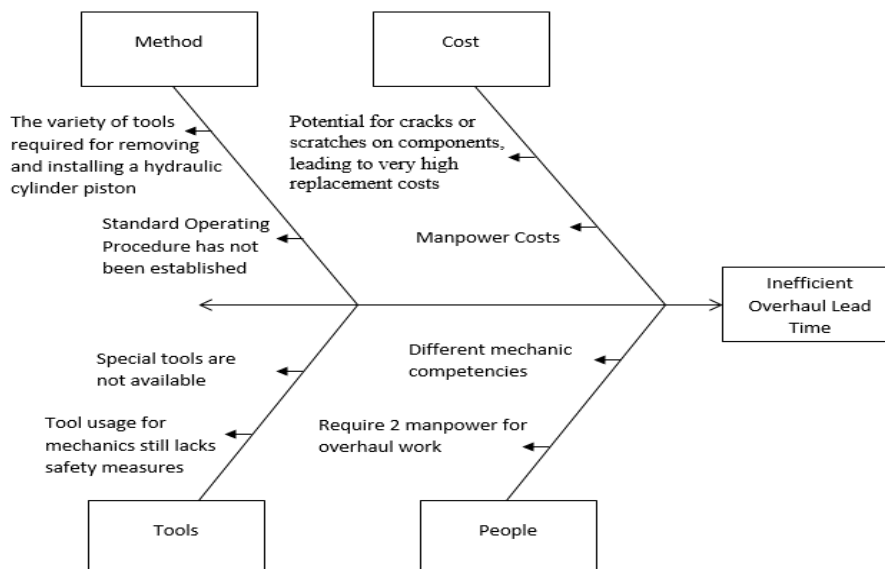 Method
Cost
The variety of tools
required for removing
and installing a hydraulic
cylinder piston
Potential for cracks or
scratches on components,
leading to very high
replacement costs
Standard Operating
Procedure has not
been established
Manpower Costs
Inefficient
Overhaul Lead
Time
Special tools are
not available
Different mechanic
competencies
Tool usage for
mechanics still lacks
safety measures
Require 2 manpower for
overhaul work
Tools
People